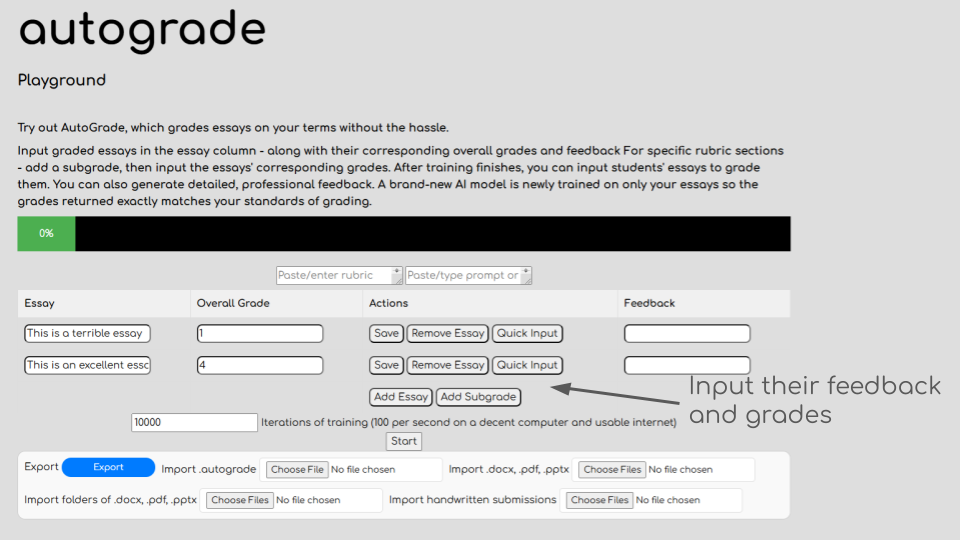 autograde
Playground
Try out AutoGrade, which grades essays on your terms without the hassle.
Input graded essays in the essay column - along with their corresponding overall grades and feedback For specific rubric sections
- add a subgrade, then input the essays' corresponding grades. After training finishes, you can input students' essays to grade
them. You can also generate detailed, professional feedback. A brand-new AI model is newly trained on only your essays so the
grades returned exactly matches your standards of grading.
0%
Paste/enter rubric Paste/type prompt or
Essay Overall Grade Actions Feedback
This is a terrible essay 1 Save Remove Essay Quick Input
This is an excellent essc 4 Save Remove Essay Quick Input
Add Essay Add Subgrade
Input their feedback
and grades
10000 Iterations of training (100 per second on a decent computer and usable internet)
Start
Export Export Import .autograde Choose File No file chosen Import .docx, .pdf, .pptx Choose Files No file chosen
Import folders of .docx, .pdf, .pptx Choose Files No file chosen Import handwritten submissions Choose Files No file chosen